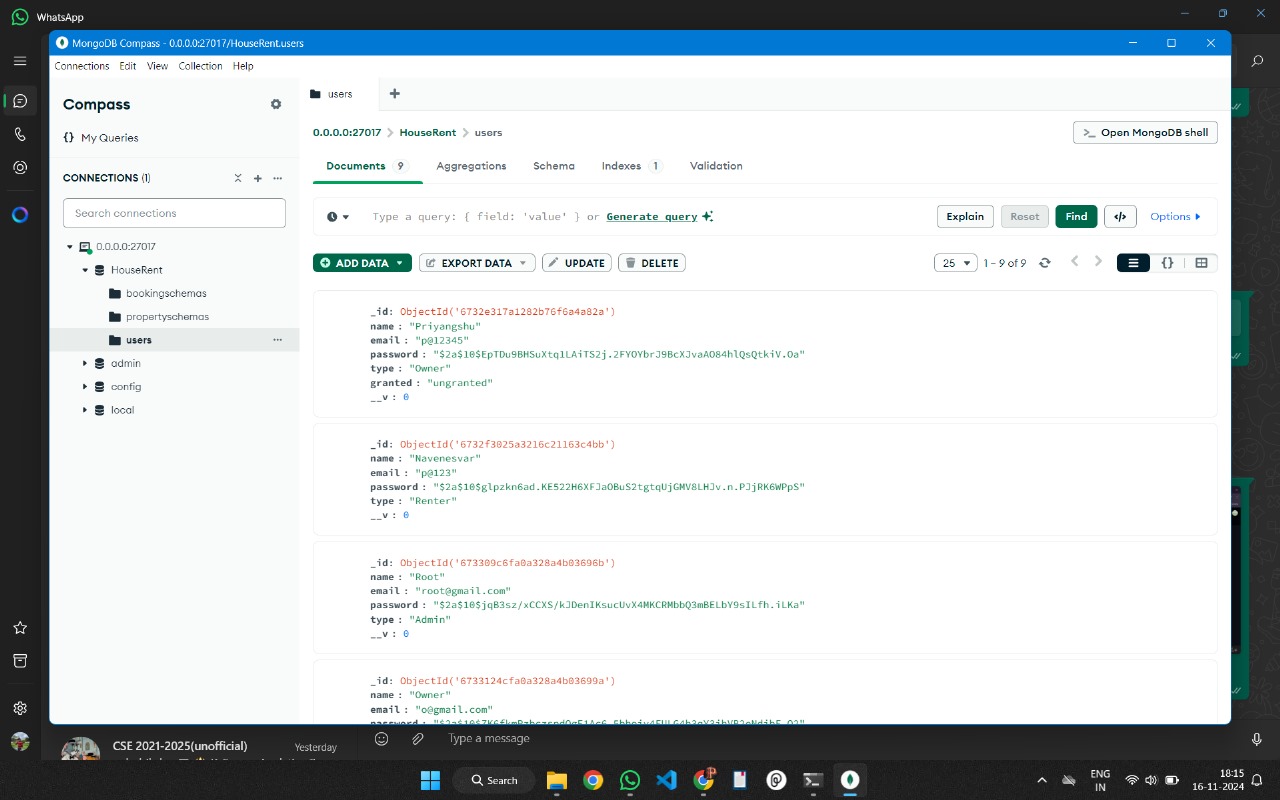 WhatsApp
MongoDB Compass - 0.0.0.0:27017/HouseRent.users
Connections Edit View Collection Help
Compass
{} My Queries
CONNECTIONS (1)
Search connections
0.0.0.0:27017
HouseRent
bookingschemas
propertyschemas
users
admin
config
local
users
0.0.0.0:27017 > HouseRent > users
>_ Open MongoDB shell
Documents 9 Aggregations Schema Indexes 1 Validation
Type a query: { field: 'value' } or Generate query
Explain Reset Find </> Options
ADD DATA EXPORT DATA UPDATE DELETE
25 1 – 9 of 9 {}
_id: ObjectId('6732e317a1282b76f6a4a82a')
name : "Priyangshu"
email : "p@12345"
password : "$2a$10$EpTDu9BHSuXtq1LAiTS2j.2FYOYbrJ9BcXJvaAO84hlQsQtkiV.Oa"
type : "Owner"
granted : "ungranted"
__v : 0
_id: ObjectId('6732f3025a3216c21163c4bb')
name : "Navenesvar"
email : "p@123"
password : "$2a$10$glpzkn6ad.KE522H6XFJaOBuS2tgtqUjGMV8LHJv.n.PJjRK6WPpS"
type : "Renter"
__v : 0
_id: ObjectId('673309c6fa0a328a4b03696b')
name : "Root"
email : "root@gmail.com"
password : "$2a$10$jqB3sz/xCCXS/kJDenIKsucUvX4MKCRMbbQ3mBELbY9sILfh.iLKa"
type : "Admin"
__v : 0
_id: ObjectId('6733124cfa0a328a4b03699a')
name : "Owner"
email : "o@gmail.com"
CSE 2021-2025(unofficial) Yesterday
Type a message
Search
ENG
IN
18:15
16-11-2024